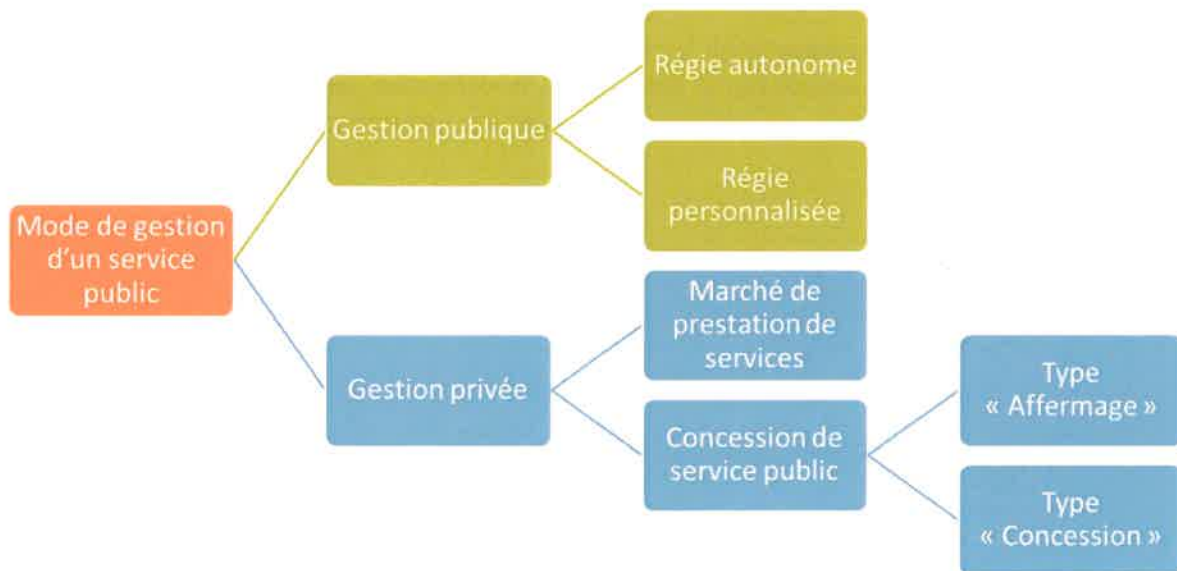 Régie autonome
Gestion publique
Régie
personnalisée
Mode de gestion
d'un service
public
Marché de
prestation de
services
Gestion privée
Concession de
service public
Type
« Affermage »
Type
« Concession »